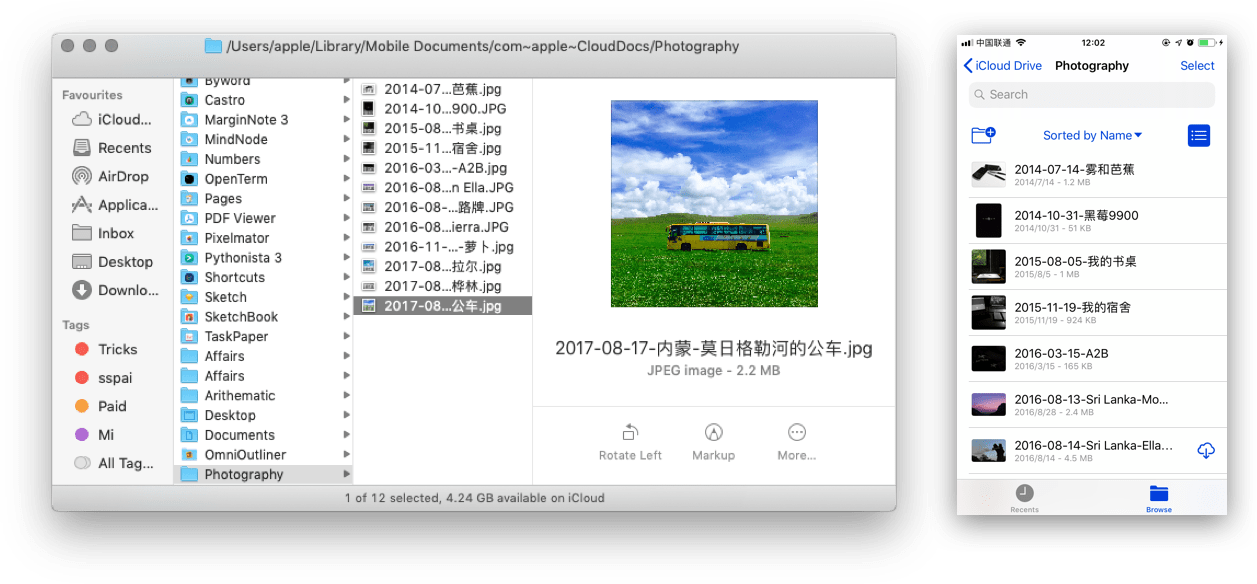 /Users/apple/Library/Mobile Documents/com~apple~CloudDocs/Photography
Favourites
iCloud...
Recents
AirDrop
Applica...
Inbox
Desktop
Downlo...
Tags
Tricks
sspai
Paid
Mi
All Tag...
Byword
Castro
MarginNote 3
MindNode
Numbers
OpenTerm
Pages
PDF Viewer
Pixelmator
Pythonista 3
Shortcuts
Sketch
SketchBook
TaskPaper
Affairs
Affairs
Arithematic
Desktop
Documents
OmniOutliner
Photography
2014-07...芭蕉.jpg
2014-10...900.JPG
2015-08...书桌.jpg
2015-11...宿舍.jpg
2016-03...-A2B.jpg
2016-08...n Ella.JPG
2016-08-...路牌.JPG
2016-08...ierra.JPG
2016-11-...-萝卜.jpg
2017-08...拉尔.jpg
2017-08...桦林.jpg
2017-08...公车.jpg
2017-08-17-内蒙-莫日格勒河的公车.jpg
JPEG image - 2.2 MB
Rotate Left
Markup
More...
1 of 12 selected, 4.24 GB available on iCloud
中国联通
12:02
iCloud Drive
Photography
Select
Search
Sorted by Name
2014-07-14-雾和芭蕉
2014/7/14 - 1.2 MB
2014-10-31-黑莓9900
2014/10/31 - 51 KB
2015-08-05-我的书桌
2015/8/5 - 1 MB
2015-11-19-我的宿舍
2015/11/19 - 924 KB
2016-03-15-A2B
2016/3/15 - 165 KB
2016-08-13-Sri Lanka-Mo...
2016/8/28 - 2.4 MB
2016-08-14-Sri Lanka-Ella...
2016/8/14 - 4.5 MB
Recents
Browse